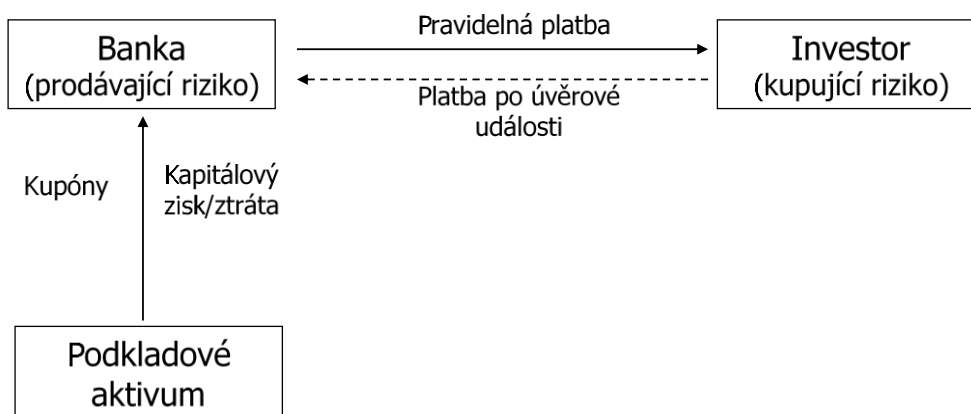 Banka
(prodávající riziko)
Pravidelná platba
Investor
(kupující riziko)
Platba po úvěrové
události
Kupóny
Kapitálový
zisk/ztráta
Podkladové
aktivum